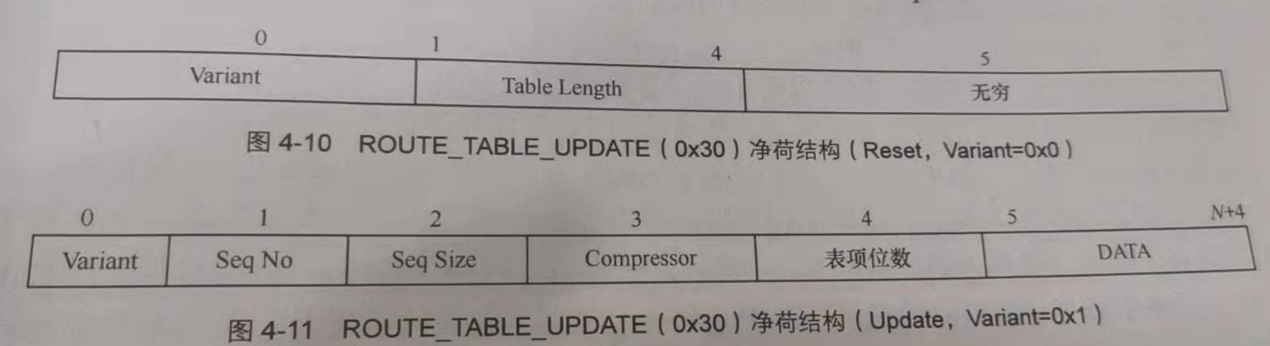 0 1 4 5
Variant Table Length 无穷
图 4-10 ROUTE_TABLE_UPDATE（0x30）净荷结构（Reset，Variant=0x0）
0 1 2 3 4 5 N+4
Variant Seq No Seq Size Compressor 表项位数 DATA
图 4-11 ROUTE_TABLE_UPDATE（0x30）净荷结构（Update，Variant=0x1）